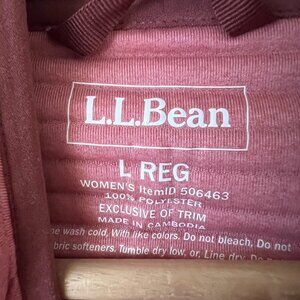 L.L.Bean
L REG
WOMEN'S ItemID 506463
100% POLYESTER
EXCLUSIVE OF TRIM
MADE IN CAMBODIA
wash cold. With like colors. Do not bleach. Do not
softeners. Tumble dry low, or, Line dry.